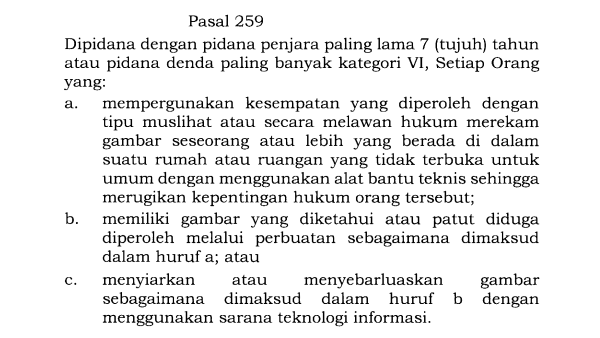 Pasal 259
Dipidana dengan pidana penjara paling lama 7 (tujuh) tahun
atau pidana denda paling banyak kategori VI, Setiap Orang
yang:
a. mempergunakan kesempatan yang diperoleh dengan
tipu muslihat atau secara melawan hukum merekam
gambar seseorang atau lebih yang berada di dalam
suatu rumah atau ruangan yang tidak terbuka untuk
umum dengan menggunakan alat bantu teknis sehingga
merugikan kepentingan hukum orang tersebut;
b. memiliki gambar yang diketahui atau patut diduga
diperoleh melalui perbuatan sebagaimana dimaksud
dalam huruf a; atau
c. menyiarkan atau menyebarluaskan gambar
sebagaimana dimaksud dalam huruf b dengan
menggunakan sarana teknologi informasi.